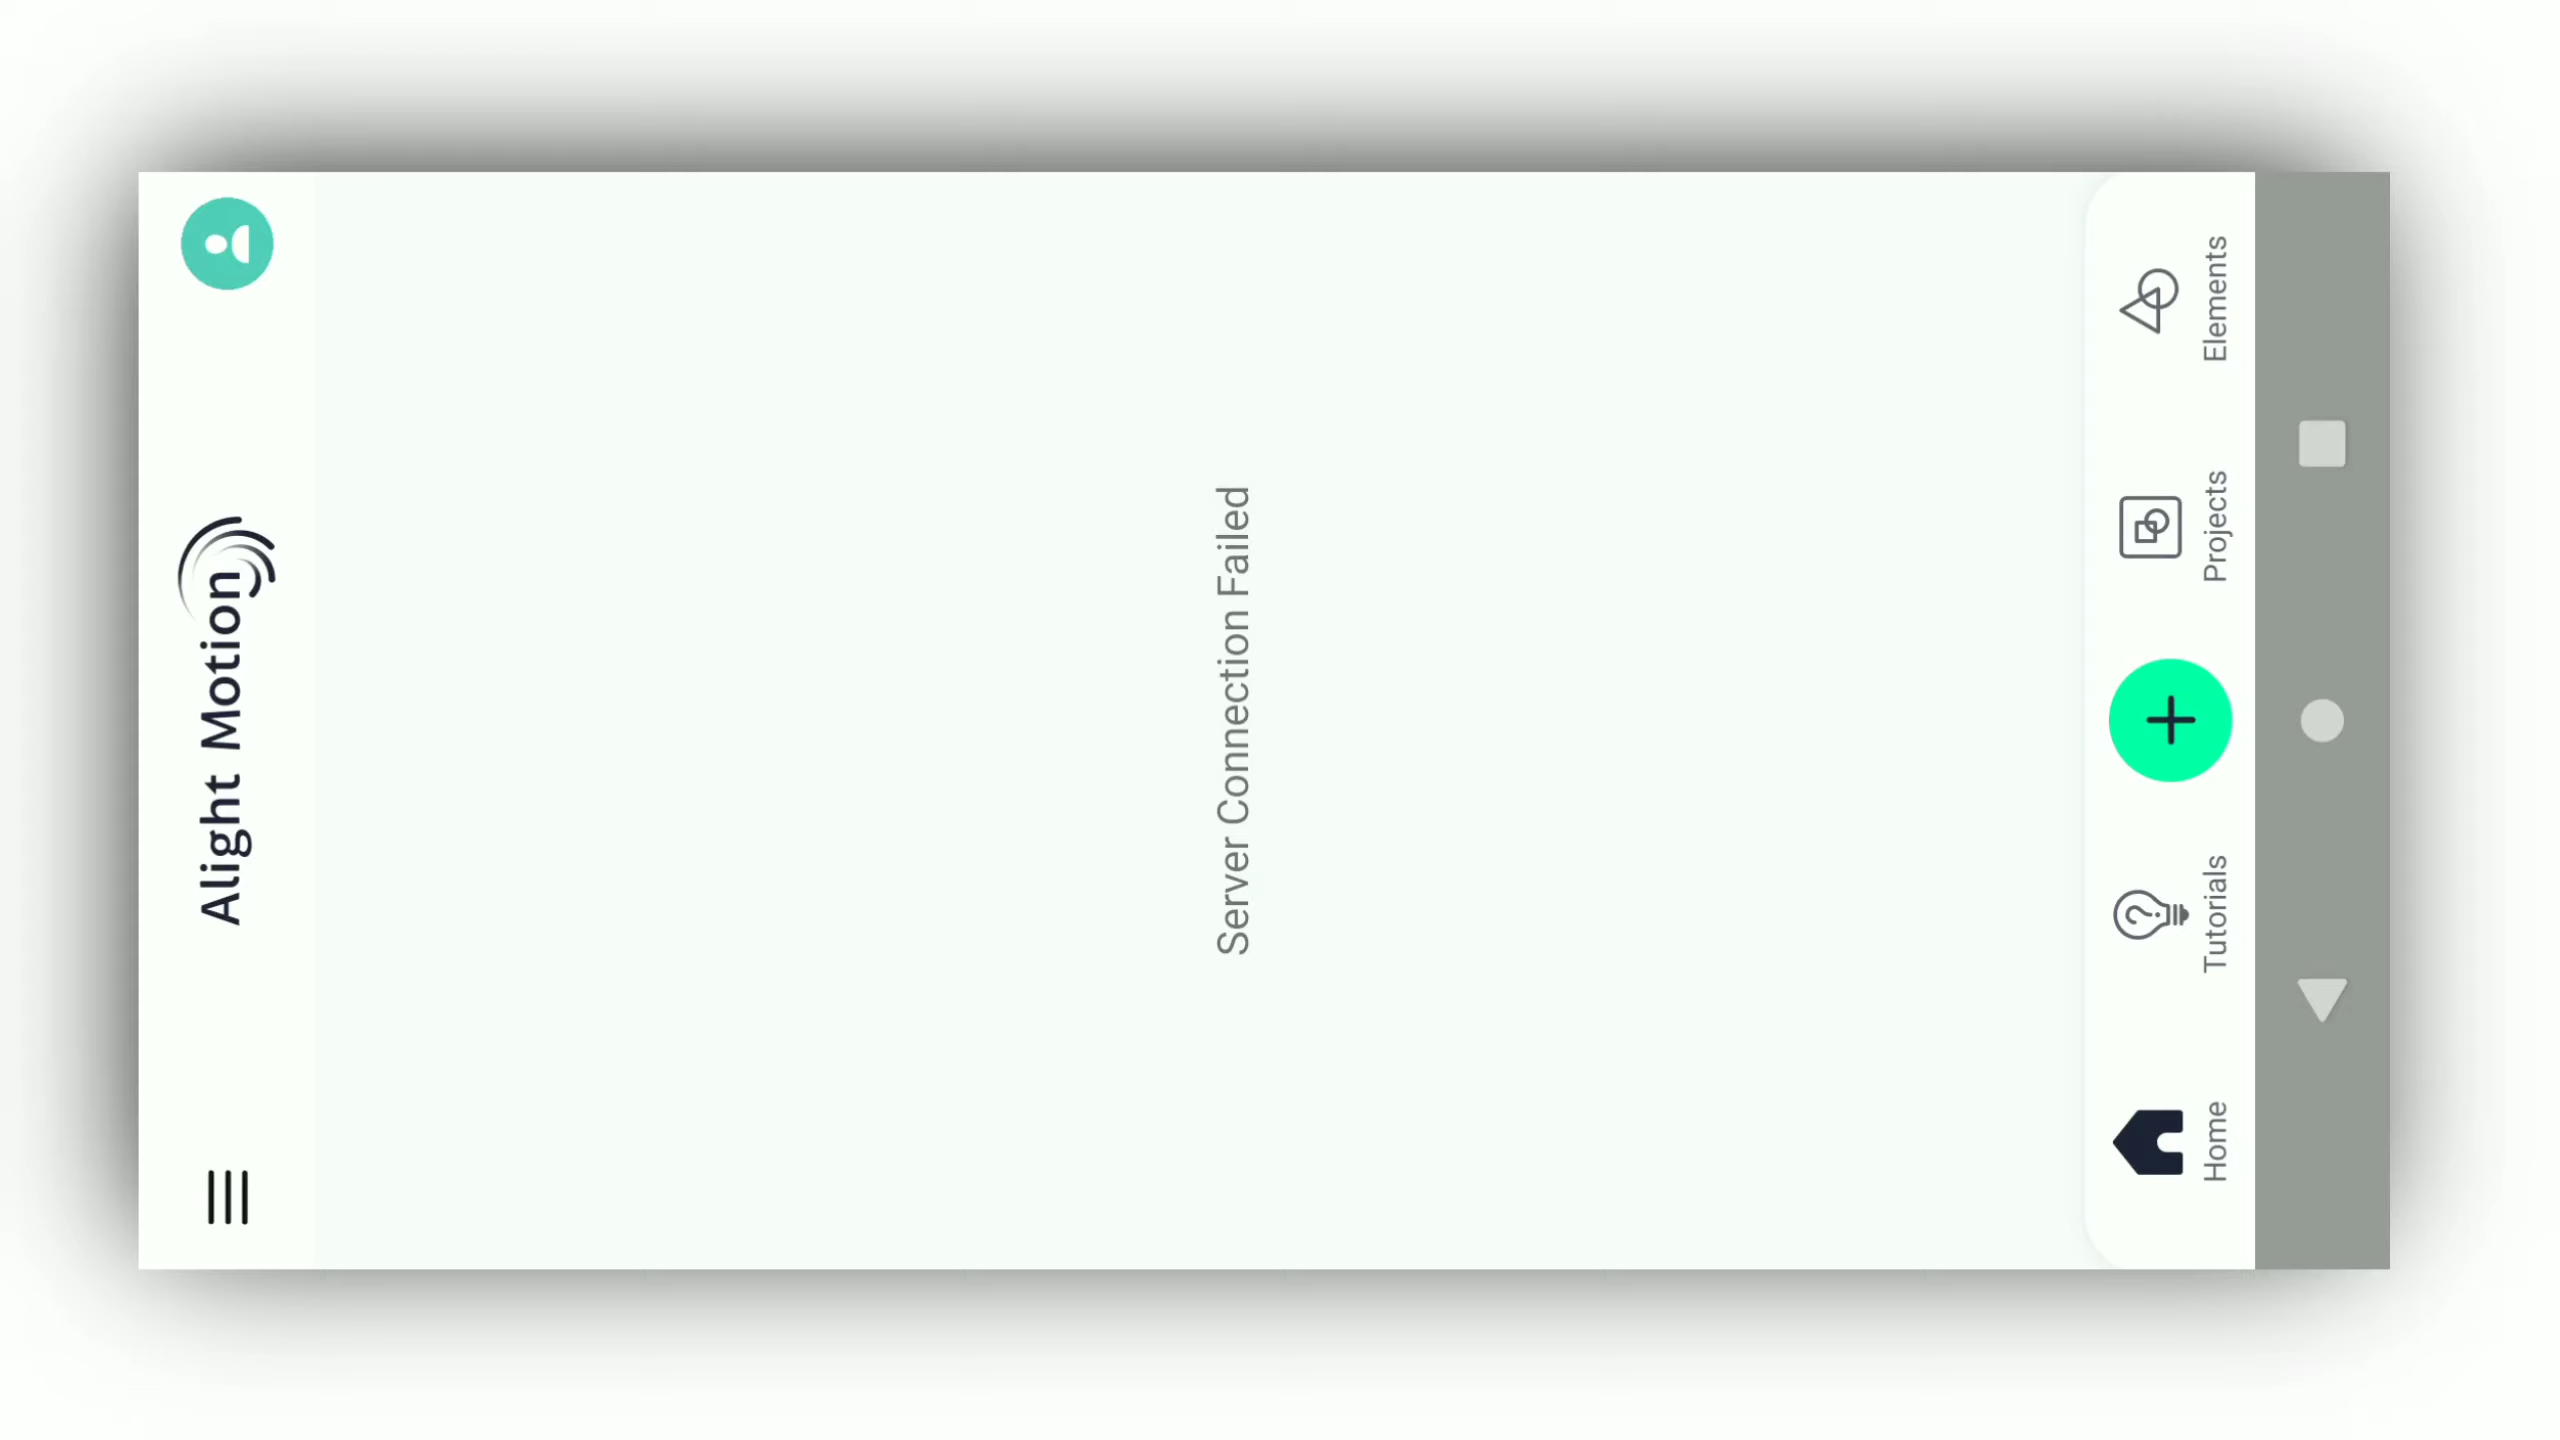 Alight Motion
Server Connection Failed
Home
Tutorials
Projects
Elements